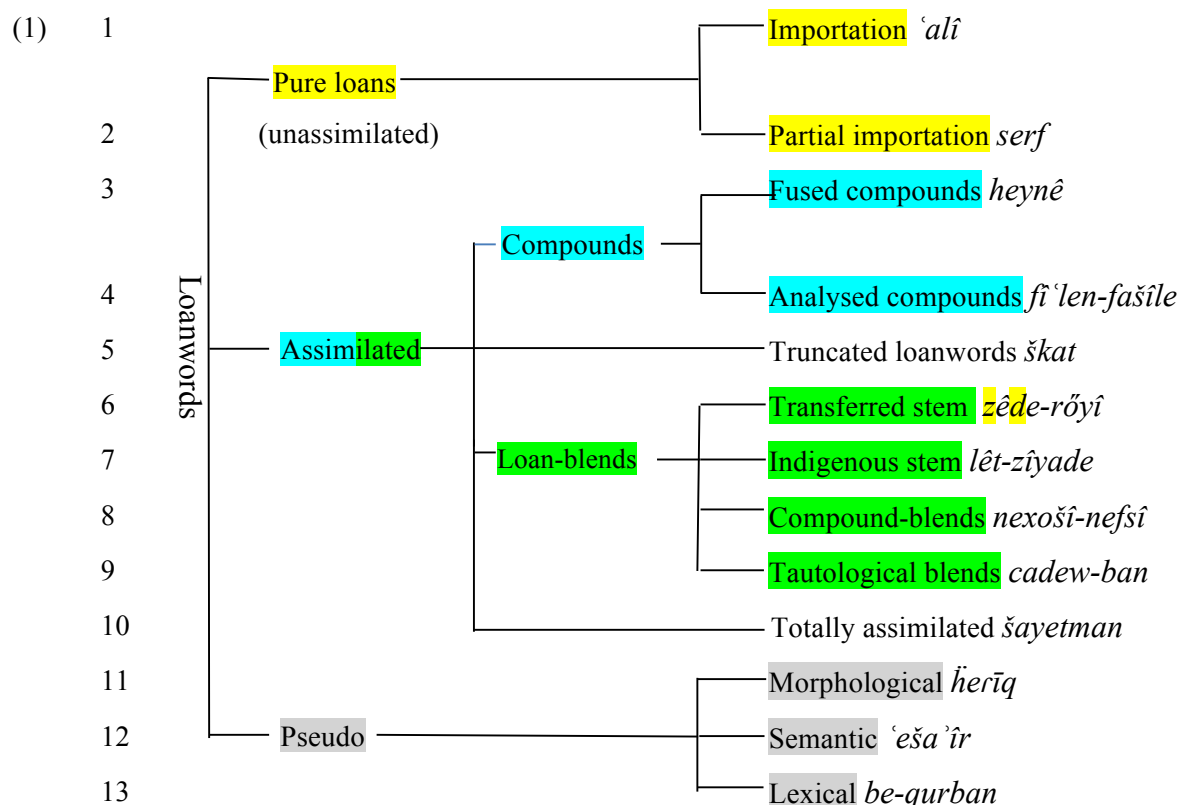 (1) 1 Importation ʿalî
Pure loans
2 (unassimilated) Partial importation serf
3 Fused compounds heynê
Compounds
4 Analysed compounds fîʿlen-fašîle
Loanwords
5 Assimilated Truncated loanwords škat
6 Transferred stem zêde-rőyî
7 Loan-blends Indigenous stem lêt-zîyade
8 Compound-blends nexošî-nefsî
9 Tautological blends cadew-ban
10 Totally assimilated šayetman
11 Morphological ḧeɾīq
12 Pseudo Semantic ʿešaʾîr
13 Lexical be-qurban